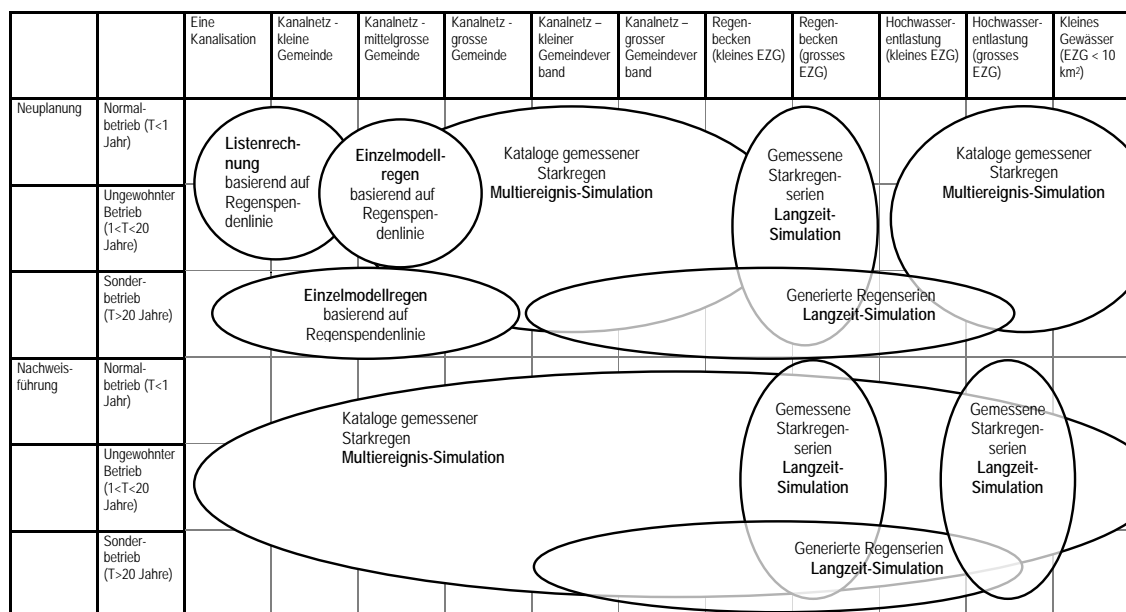 Eine
Kanalisation
Kanalnetz -
kleine
Gemeinde
Kanalnetz -
mittelgrosse
Gemeinde
Kanalnetz -
grosse
Gemeinde
Kanalnetz –
kleiner
Gemeindever
band
Kanalnetz –
grosser
Gemeindever
band
Regen-
becken
(kleines EZG)
Regen-
becken
(grosses
EZG)
Hochwasser-
entlastung
(kleines EZG)
Hochwasser-
entlastung
(grosses
EZG)
Kleines
Gewässer
(EZG < 10
km²)
Neuplanung
Normal-
betrieb (T<1
Jahr)
Ungewohnter
Betrieb
(1<T<20
Jahre)
Sonder-
betrieb
(T>20 Jahre)
Listenrech-
nung
basierend auf
Regenspen-
denlinie
Einzelmodell-
regen
basierend auf
Regenspen-
denlinie
Kataloge gemessener
Starkregen
Multiereignis-Simulation
Gemessene
Starkregen-
serien
Langzeit-
Simulation
Kataloge gemessener
Starkregen
Multiereignis-Simulation
Einzelmodellregen
basierend auf
Regenspendenlinie
Generierte Regenserien
Langzeit-Simulation
Nachweis-
führung
Normal-
betrieb (T<1
Jahr)
Ungewohnter
Betrieb
(1<T<20
Jahre)
Sonder-
betrieb
(T>20 Jahre)
Kataloge gemessener
Starkregen
Multiereignis-Simulation
Gemessene
Starkregen-
serien
Langzeit-
Simulation
Gemessene
Starkregen-
serien
Langzeit-
Simulation
Generierte Regenserien
Langzeit-Simulation